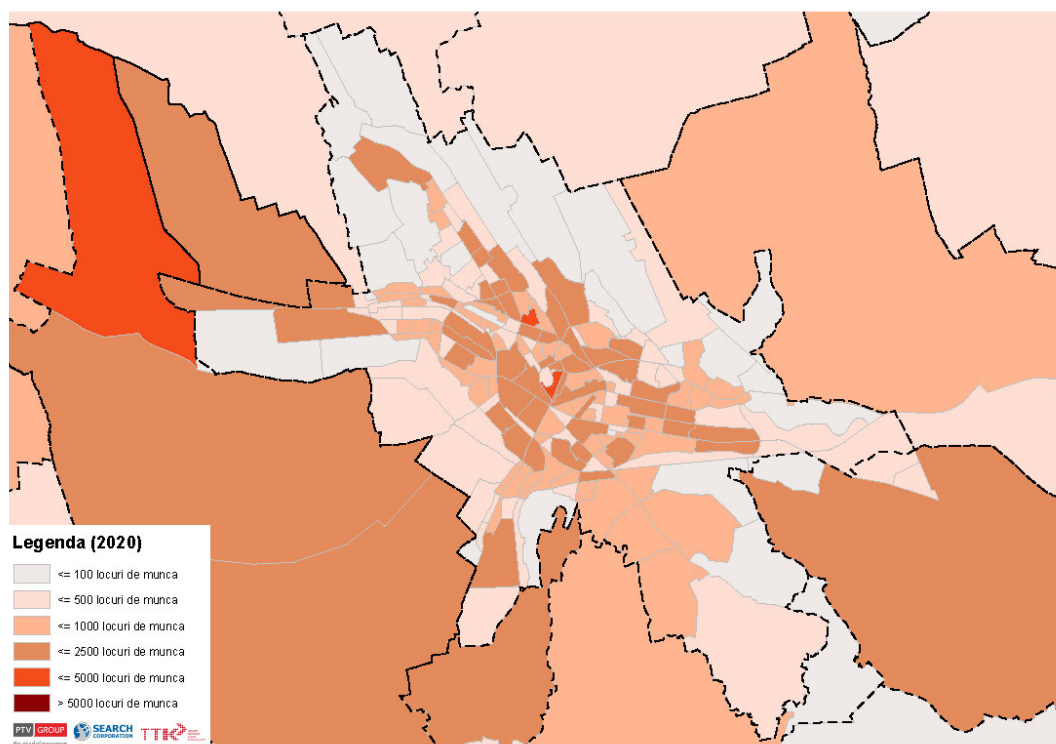 Legenda (2020)
<= 100 locuri de munca
<= 500 locuri de munca
<= 1000 locuri de munca
<= 2500 locuri de munca
<= 5000 locuri de munca
> 5000 locuri de munca
PTV GROUP
SEARCH
CORPORATION
TTK